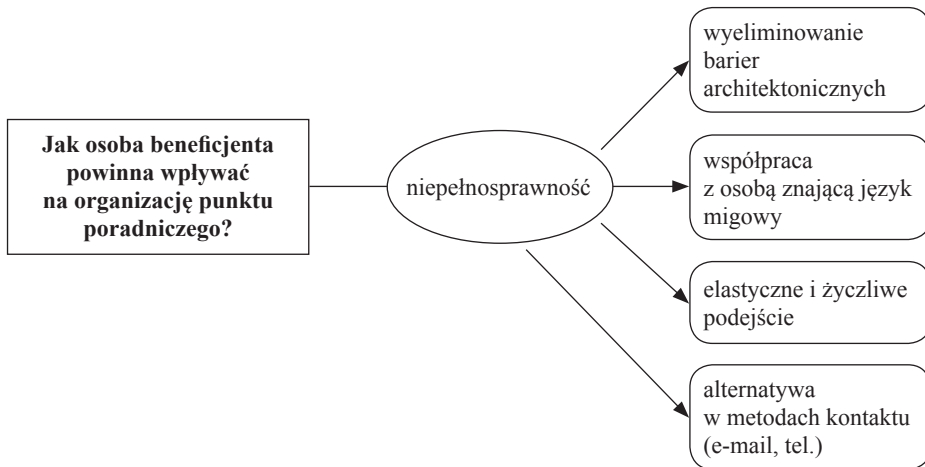 Jak osoba beneficjenta
powinna wpływać
na organizację punktu
poradniczego?
niepełnosprawność
wyeliminowanie
barier
architektonicznych
współpraca
z osobą znającą język
migowy
elastyczne i życzliwe
podejście
alternatywa
w metodach kontaktu
(e-mail, tel.)